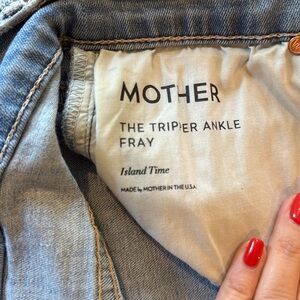 MOTHER
THE TRIPPER ANKLE
FRAY
Island Time
MADE by MOTHER IN THE U.S.A.